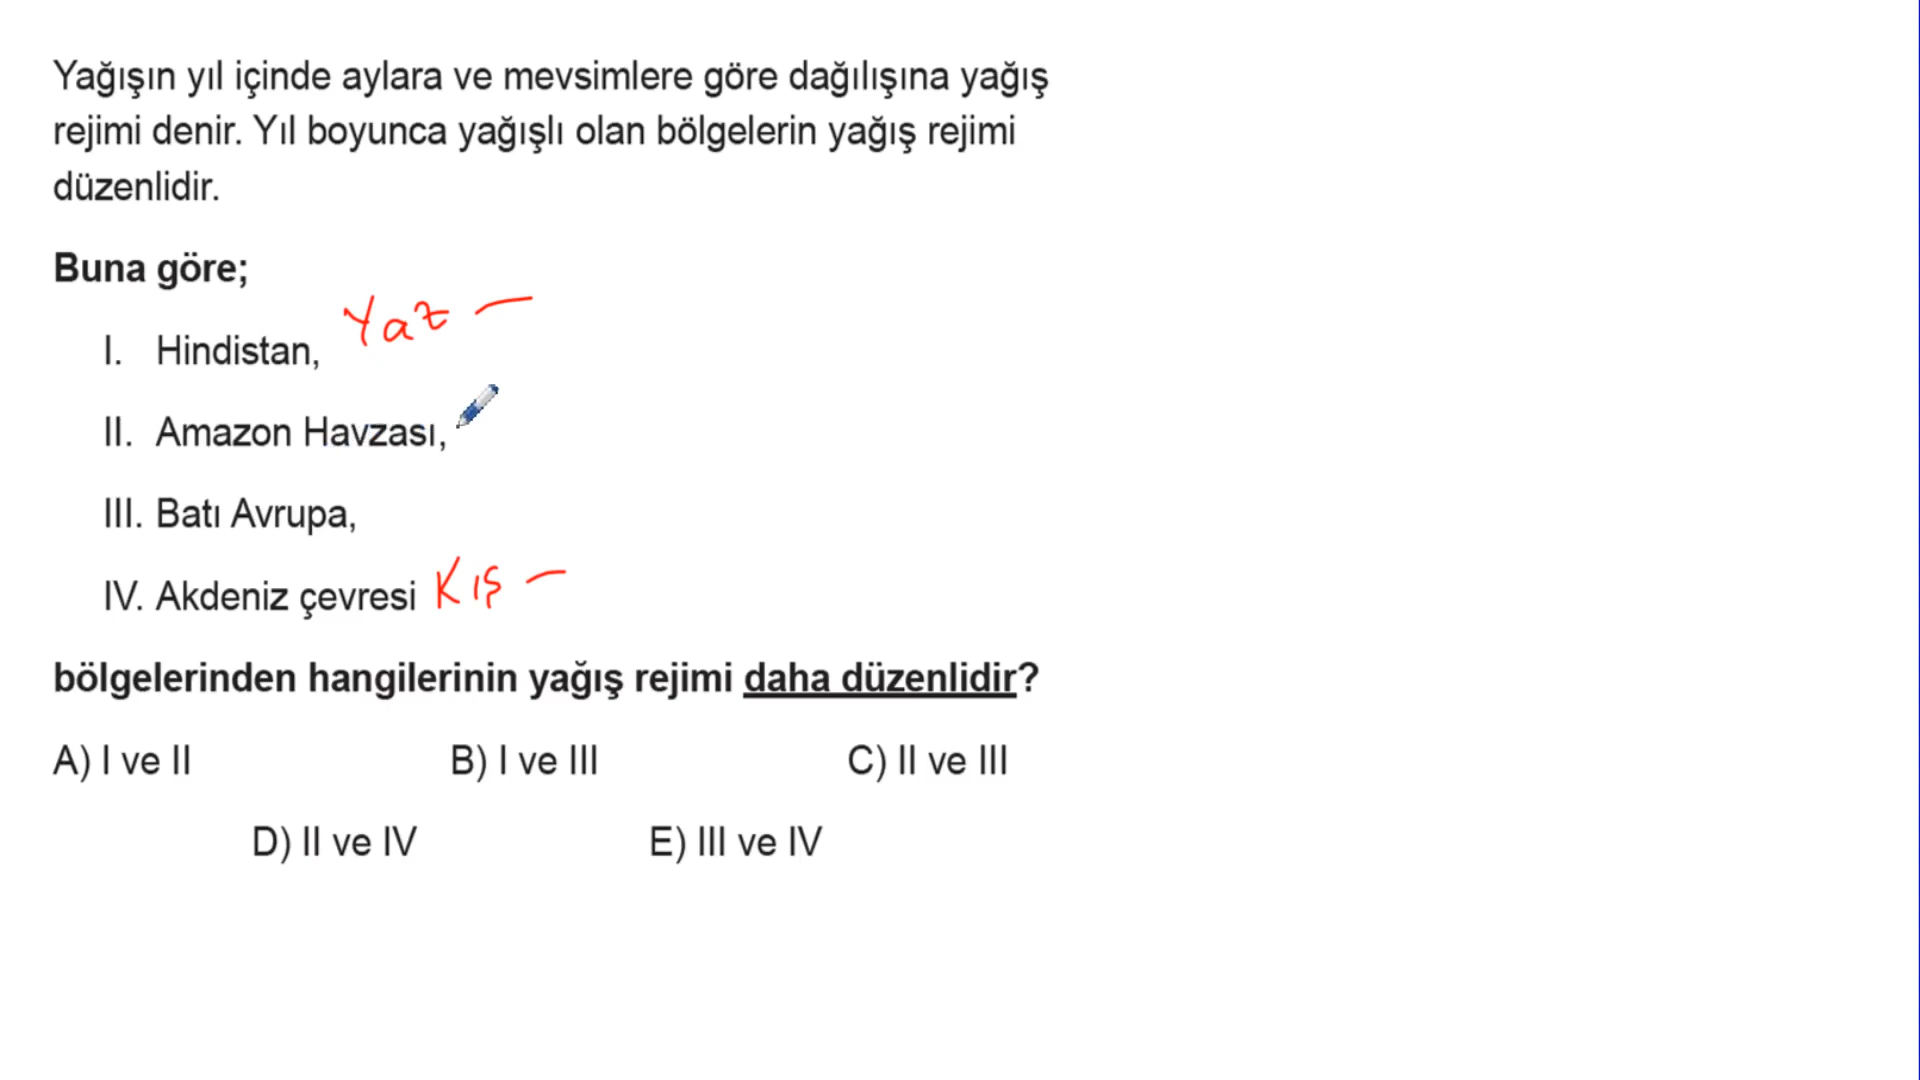 Yağışın yıl içinde aylara ve mevsimlere göre dağılışına yağış
rejimi denir. Yıl boyunca yağışlı olan bölgelerin yağış rejimi
düzenlidir.
Buna göre;
I. Hindistan, Yaz —
II. Amazon Havzası,
III. Batı Avrupa,
IV. Akdeniz çevresi Kış —
bölgelerinden hangilerinin yağış rejimi daha düzenlidir?
A) I ve II B) I ve III C) II ve III
D) II ve IV E) III ve IV